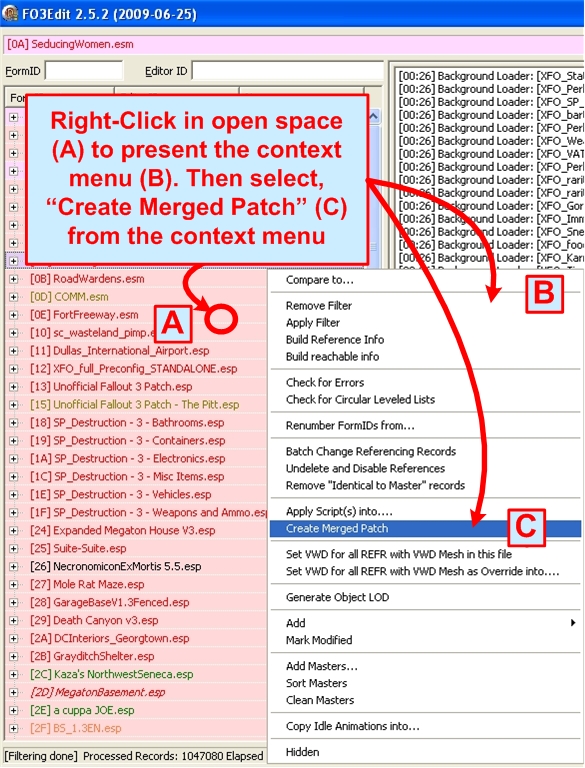 FO3Edit 2.5.2 (2009-06-25)
[0A] SeducingWomen.esm
FormID
Editor ID
[00:26] Background Loader: [XFO_Sta
[00:26] Background Loader: [XFO_Perl
[00:26] Background Loader: [XFO_SP_
[00:26] Background Loader: [XFO_barl
[00:26] Background Loader: [XFO_Perl
[00:26] Background Loader: [XFO_Wea
[00:26] Background Loader: [XFO_VAT
[00:26] Background Loader: [XFO_Perl
[00:26] Background Loader: [XFO_rari
[00:26] Background Loader: [XFO_rari
[00:26] Background Loader: [XFO_Gor
[00:26] Background Loader: [XFO_Imm
[00:26] Background Loader: [XFO_Sne
[00:26] Background Loader: [XFO_foo
[00:26] Background Loader: [XFO_Karr
For
Right-Click in open space
(A) to present the context
menu (B). Then select,
“Create Merged Patch” (C)
from the context menu
[0B] RoadWardens.esm
[0D] COMM.esm
[0E] FortFreeway.esm
[10] sc_wasteland_pimp.e
[11] Dullas_International_Airport.esp
[12] XFO_full_Preconfig_STANDALONE.esp
[13] Unofficial Fallout 3 Patch.esp
[15] Unofficial Fallout 3 Patch - The Pitt.esp
[18] SP_Destruction - 3 - Bathrooms.esp
[19] SP_Destruction - 3 - Containers.esp
[1A] SP_Destruction - 3 - Electronics.esp
[1C] SP_Destruction - 3 - Misc Items.esp
[1E] SP_Destruction - 3 - Vehicles.esp
[1F] SP_Destruction - 3 - Weapons and Ammo.esp
[24] Expanded Megaton House V3.esp
[25] Suite-Suite.esp
[26] NecronomiconExMortis 5.5.esp
[27] Mole Rat Maze.esp
[28] GarageBaseV1.3Fenced.esp
[29] Death Canyon v3.esp
[2A] DCInteriors_Georgtown.esp
[2B] GrayditchShelter.esp
[2C] Kaza's NorthwestSeneca.esp
[2D] MegatonBasement.esp
[2E] a cuppa JOE.esp
[2F] BS_1.3EN.esp
A
B
C
Compare to...
Remove Filter
Apply Filter
Build Reference Info
Build reachable info
Check for Errors
Check for Circular Leveled Lists
Renumber FormIDs from...
Batch Change Referencing Records
Undelete and Disable References
Remove "Identical to Master" records
Apply Script(s) into....
Create Merged Patch
Set VWD for all REFR with VWD Mesh in this file
Set VWD for all REFR with VWD Mesh as Override into....
Generate Object LOD
Add
Mark Modified
Add Masters...
Sort Masters
Clean Masters
Copy Idle Animations into...
Hidden
[Filtering done] Processed Records: 1047080 Elapsed